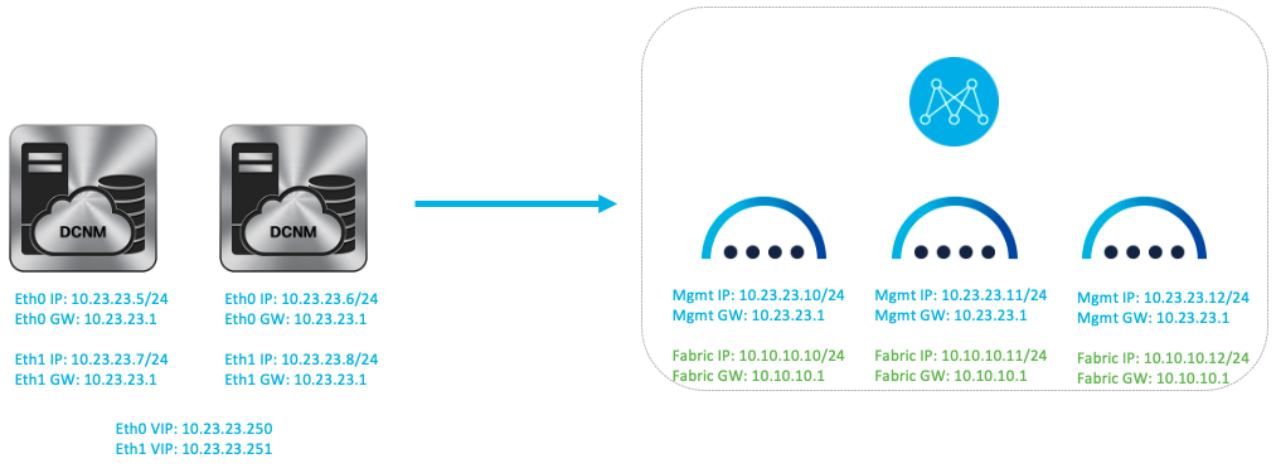 DCNM
DCNM
Eth0 IP: 10.23.23.5/24
Eth0 GW: 10.23.23.1
Eth1 IP: 10.23.23.7/24
Eth1 GW: 10.23.23.1
Eth0 IP: 10.23.23.6/24
Eth0 GW: 10.23.23.1
Eth1 IP: 10.23.23.8/24
Eth1 GW: 10.23.23.1
Eth0 VIP: 10.23.23.250
Eth1 VIP: 10.23.23.251
Mgmt IP: 10.23.23.10/24
Mgmt GW: 10.23.23.1
Fabric IP: 10.10.10.10/24
Fabric GW: 10.10.10.1
Mgmt IP: 10.23.23.11/24
Mgmt GW: 10.23.23.1
Fabric IP: 10.10.10.11/24
Fabric GW: 10.10.10.1
Mgmt IP: 10.23.23.12/24
Mgmt GW: 10.23.23.1
Fabric IP: 10.10.10.12/24
Fabric GW: 10.10.10.1